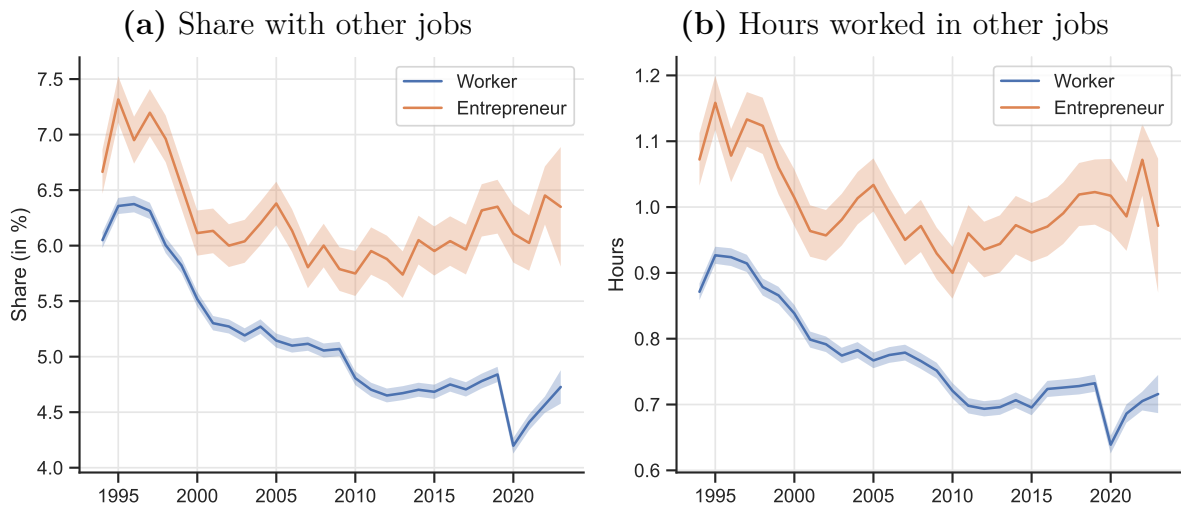 (a) Share with other jobs
Share (in %)
7.5
7.0
6.5
6.0
5.5
5.0
4.5
4.0
1995 2000 2005 2010 2015 2020
Worker
Entrepreneur
(b) Hours worked in other jobs
Hours
1.2
1.1
1.0
0.9
0.8
0.7
0.6
1995 2000 2005 2010 2015 2020
Worker
Entrepreneur